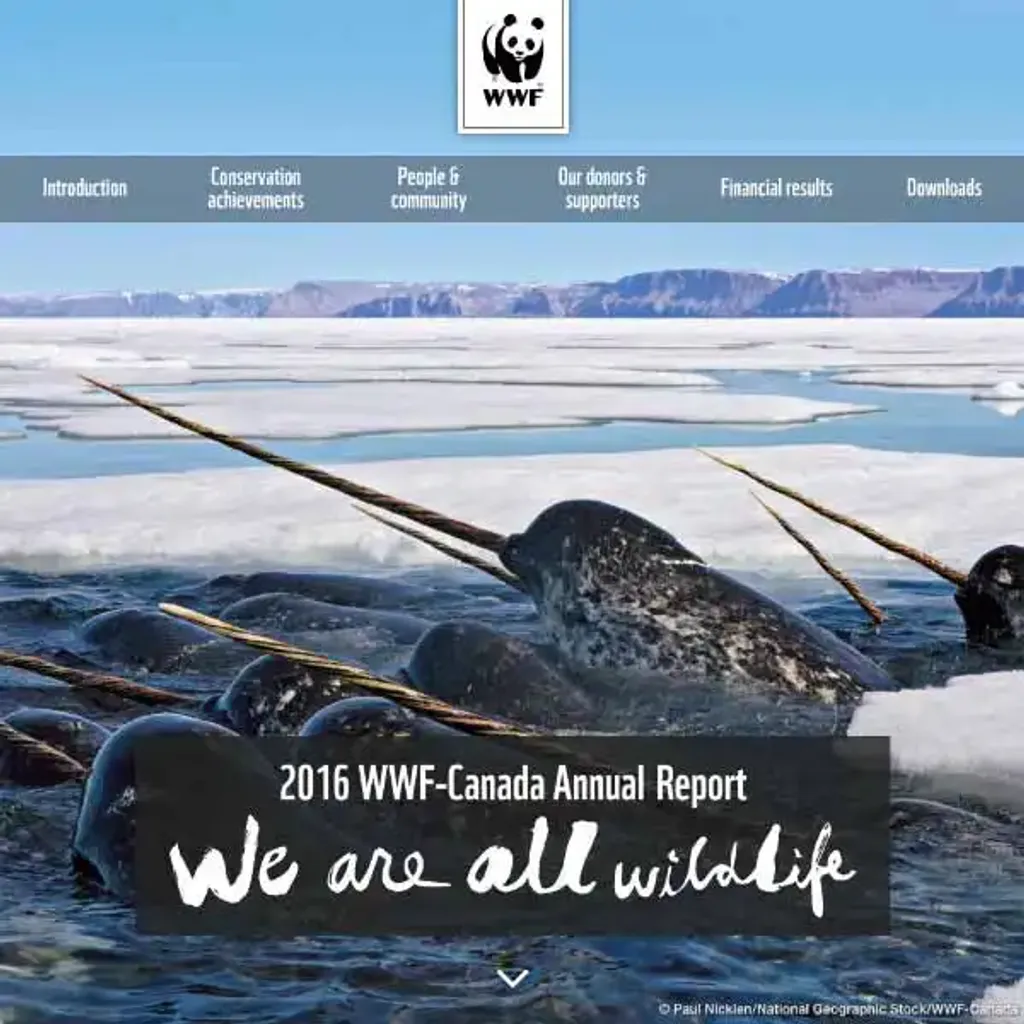 WWF
Introduction
Conservation
achievements
People &
community
Our donors &
supporters
Financial results
Downloads
2016 WWF-Canada Annual Report
We are all wildlife
© Paul Nicklen/National Geographic Stock/WWF-Canada